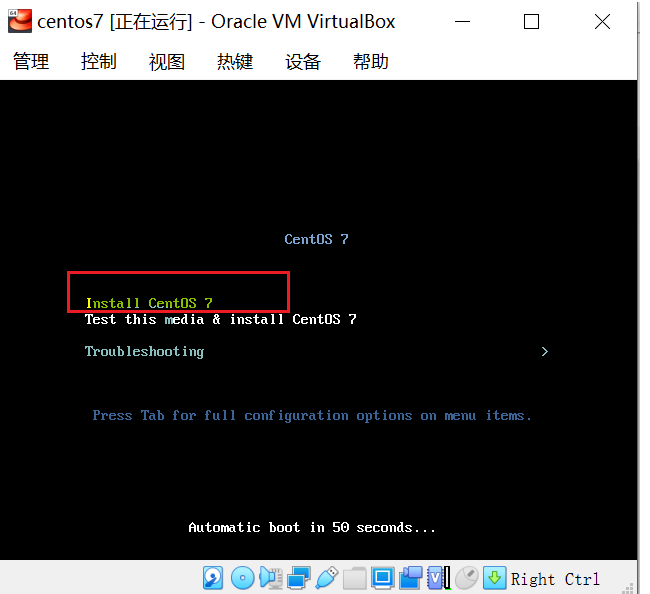 centos7 [正在运行] - Oracle VM VirtualBox
管理 控制 视图 热键 设备 帮助
CentOS 7
Install CentOS 7
Test this media & install CentOS 7
Troubleshooting >
Press Tab for full configuration options on menu items.
Automatic boot in 50 seconds...
Right Ctrl